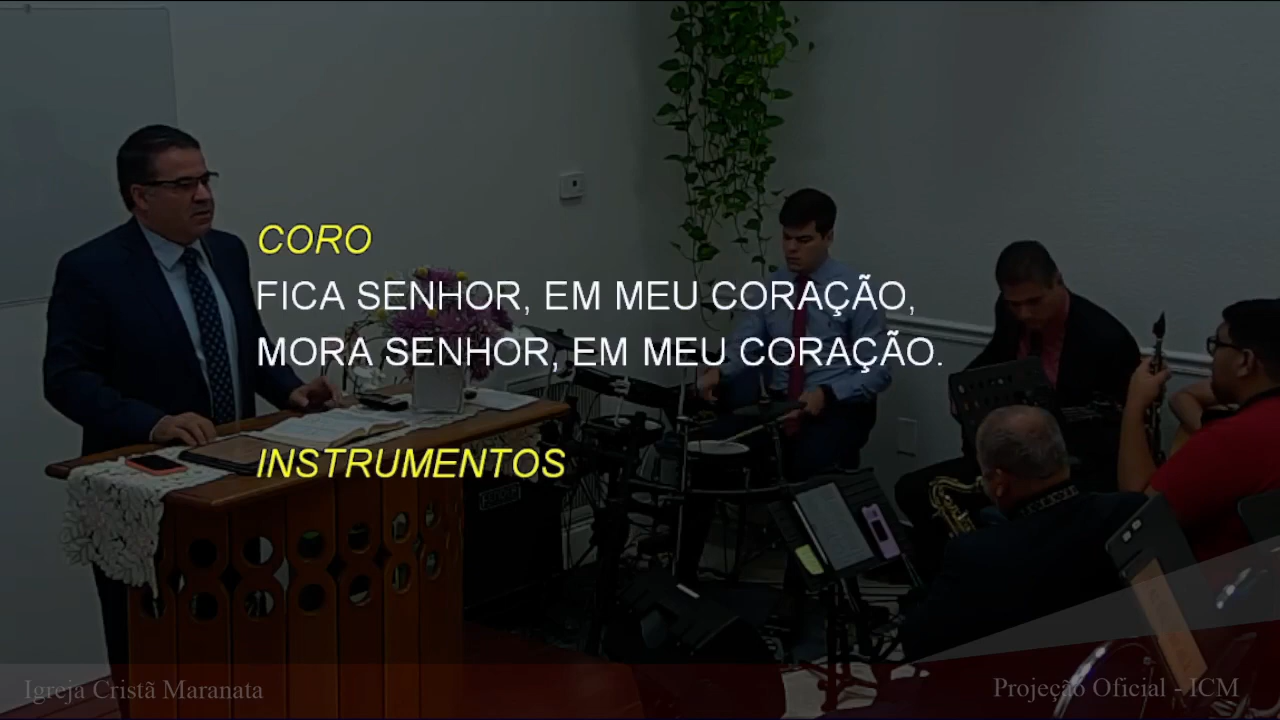 CORO
FICA SENHOR, EM MEU CORAÇÃO,
MORA SENHOR, EM MEU CORAÇÃO.
INSTRUMENTOS
Igreja Cristã Maranata
Projeção Oficial - ICM